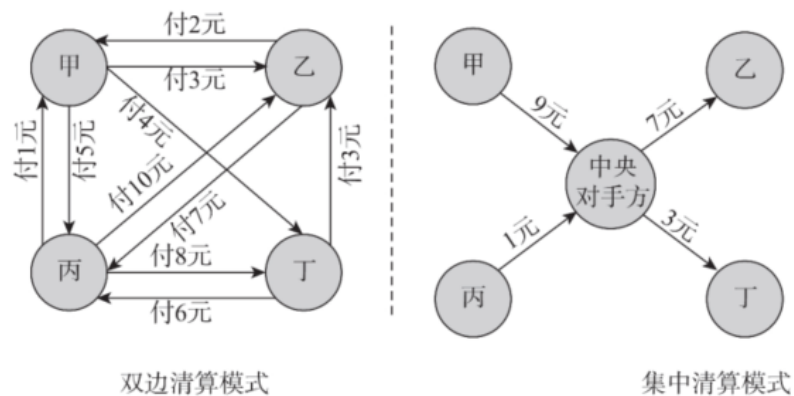 付2元
甲
乙
付3元
付4元
付1元
付5元
付10元
付7元
付3元
丙
付8元
丁
付6元
双边清算模式
甲
乙
9元
7元
中央
对手方
1元
3元
丙
丁
集中清算模式